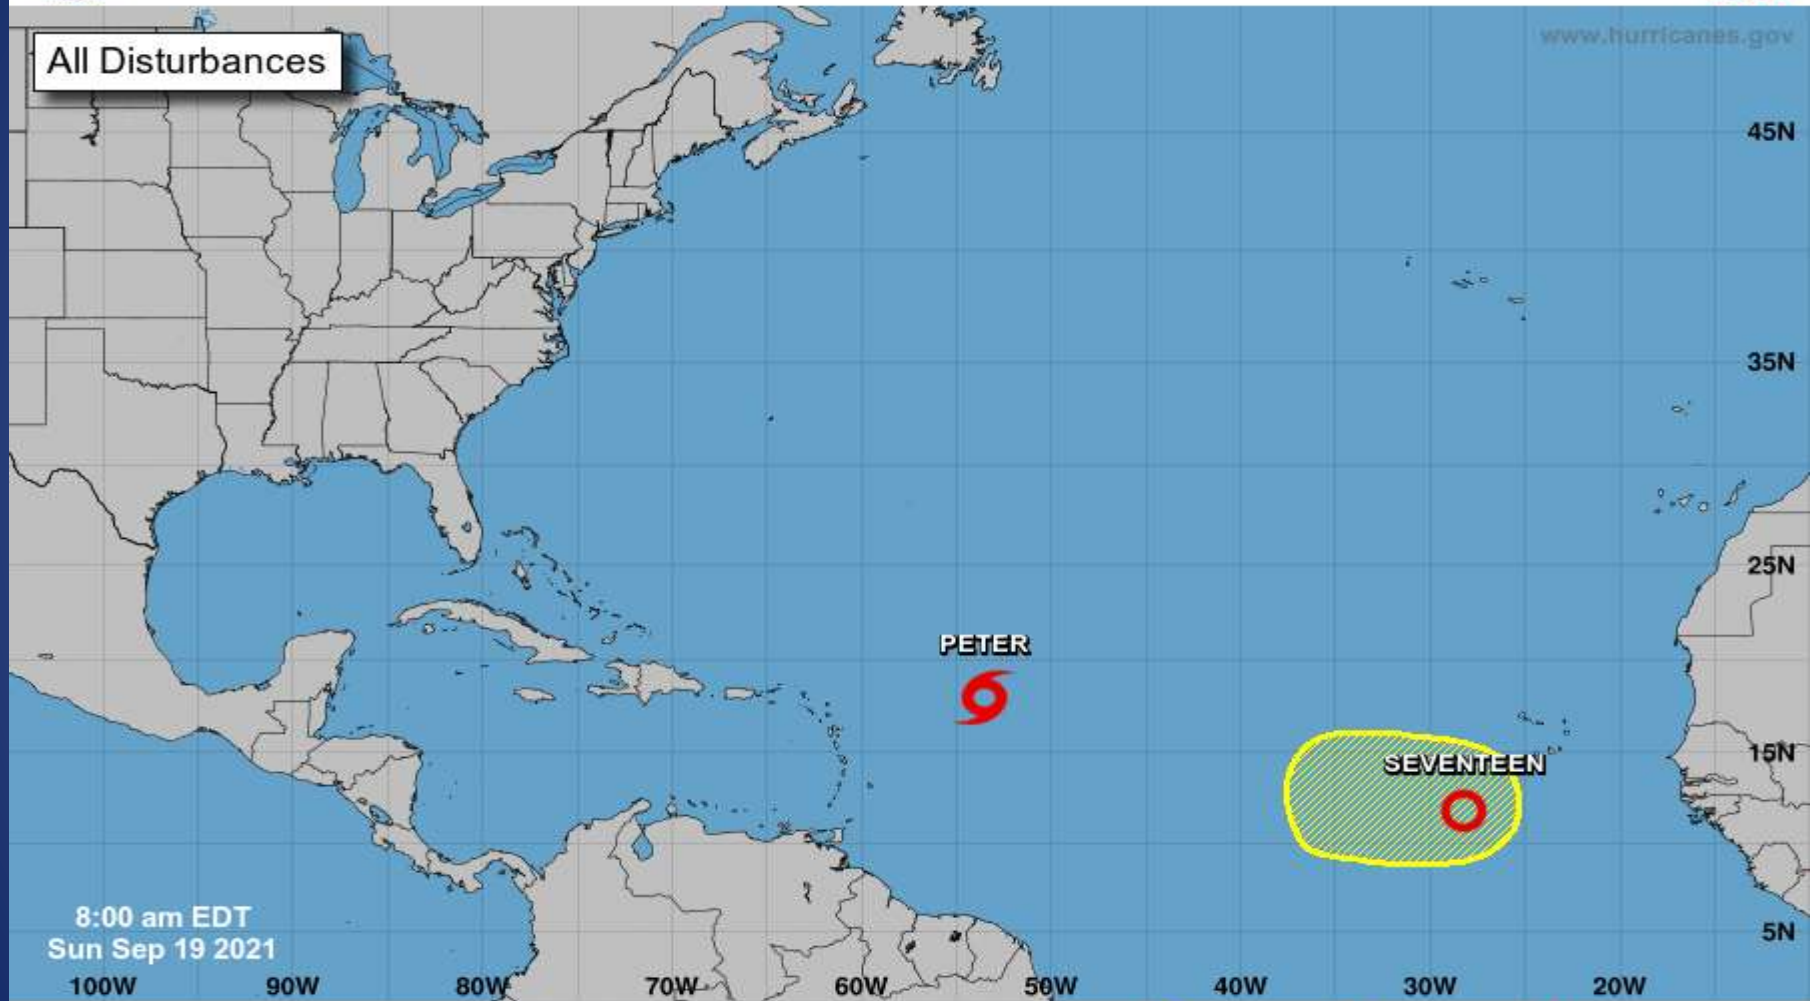 www.hurricanes.gov
All Disturbances
45N
35N
25N
PETER
15N
SEVENTEEN
5N
8:00 am EDT
Sun Sep 19 2021
100W 90W 80W 70W 60W 50W 40W 30W 20W